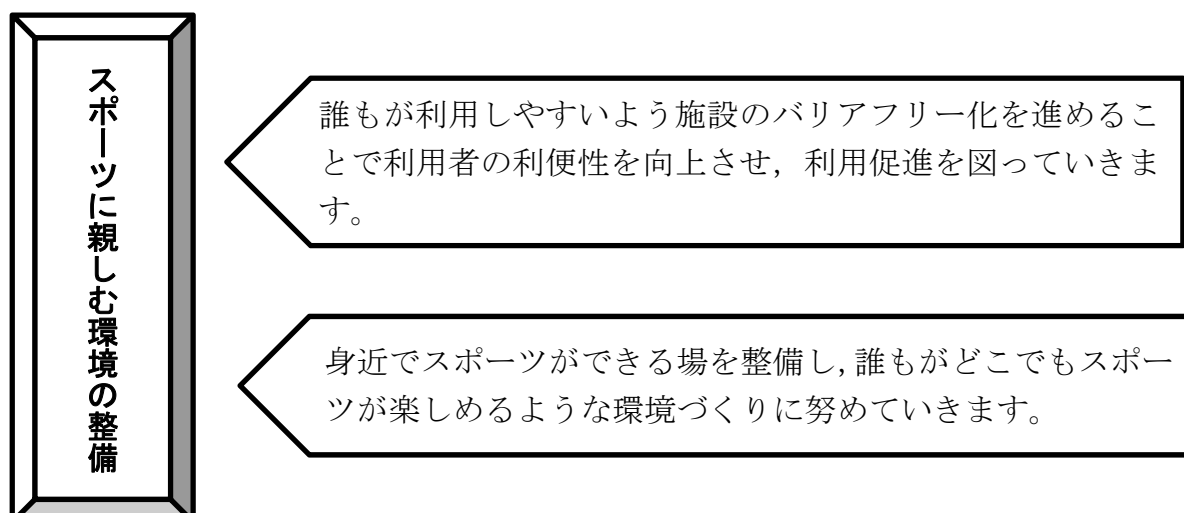 スポーツに親しむ環境の整備
誰もが利用しやすいよう施設のバリアフリー化を進めるこ
とで利用者の利便性を向上させ，利用促進を図っていきま
す。
身近でスポーツができる場を整備し,誰もがどこでもスポー
ツが楽しめるような環境づくりに努めていきます。